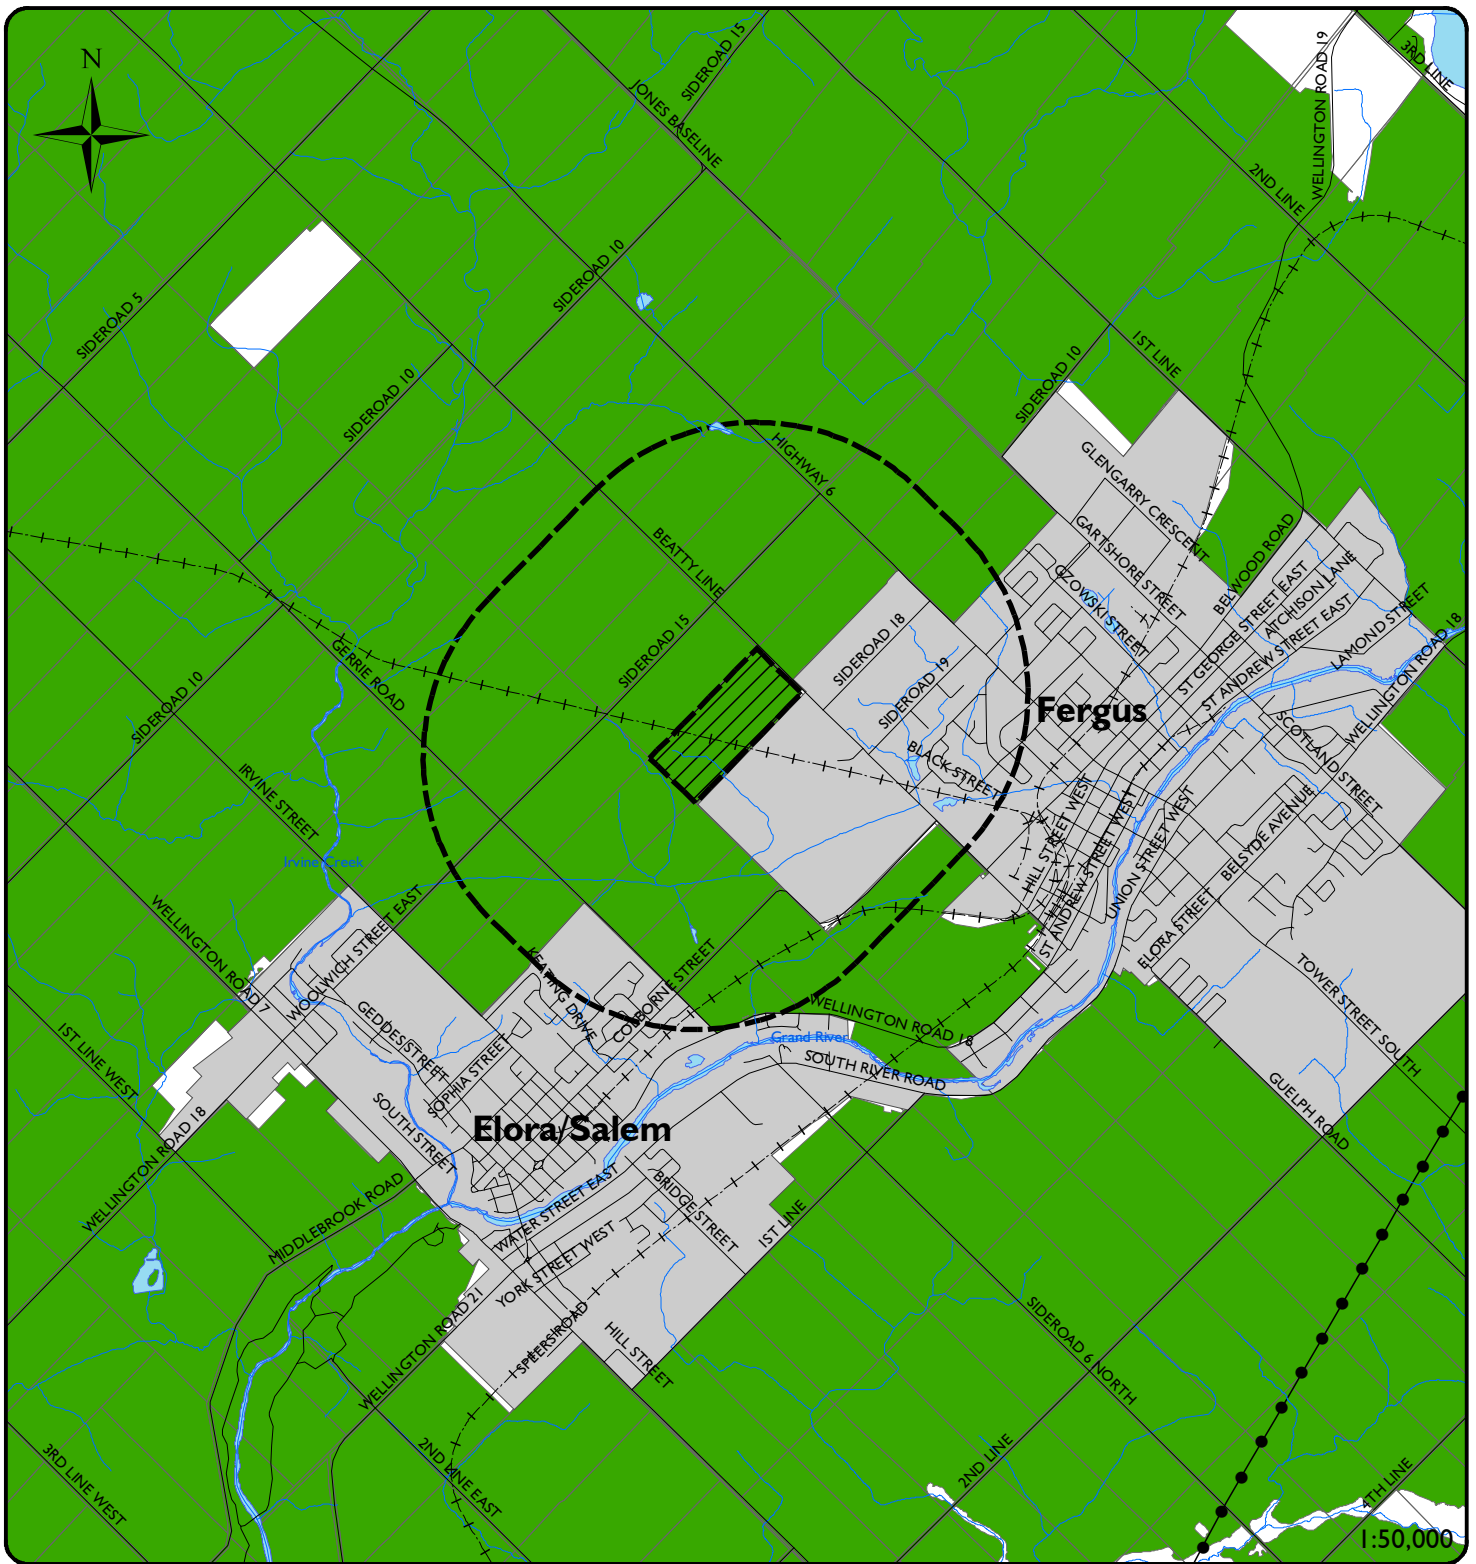 N
SIDEROAD 15
WELLINGTON ROAD 19
3RD LINE
JONES BASELINE
2ND LINE
SIDEROAD 10
SIDEROAD 5
1ST LINE
SIDEROAD 10
SIDEROAD 10
HIGHWAY 6
GLENGARRY CRESCENT
BEATTY LINE
GARTSHORE STREET
BELWOOD ROAD
GZOWSKI STREET
ST GEORGE STREET EAST
AITCHISON LANE
ST ANDREW STREET EAST
LAMOND STREET
WELLINGTON ROAD 18
SIDEROAD 15
SIDEROAD 18
SIDEROAD 19
GERRIE ROAD
SIDEROAD 10
Fergus
SCOTLAND STREET
BLACK STREET
IRVINE STREET
HILL STREET WEST
ST ANDREW STREET WEST
UNION STREET WEST
BELSYDE AVENUE
Irvine Creek
WELLINGTON ROAD 7
WOOLWICH STREET EAST
ELORA STREET
KEATING DRIVE
COLBORNE STREET
TOWER STREET SOUTH
GEDDES STREET
WELLINGTON ROAD 18
Grand River
SOUTH RIVER ROAD
1ST LINE WEST
SOPHIA STREET
SOUTH STREET
GUELPH ROAD
Elora/Salem
WELLINGTON ROAD 18
MIDDLEBROOK ROAD
WATER STREET EAST
BRIDGE STREET
1ST LINE
YORK STREET WEST
WELLINGTON ROAD 21
SPEERS ROAD
HILL STREET
SIDEROAD 6 NORTH
3RD LINE WEST
2ND LINE EAST
2ND LINE
4TH LINE
1:50,000